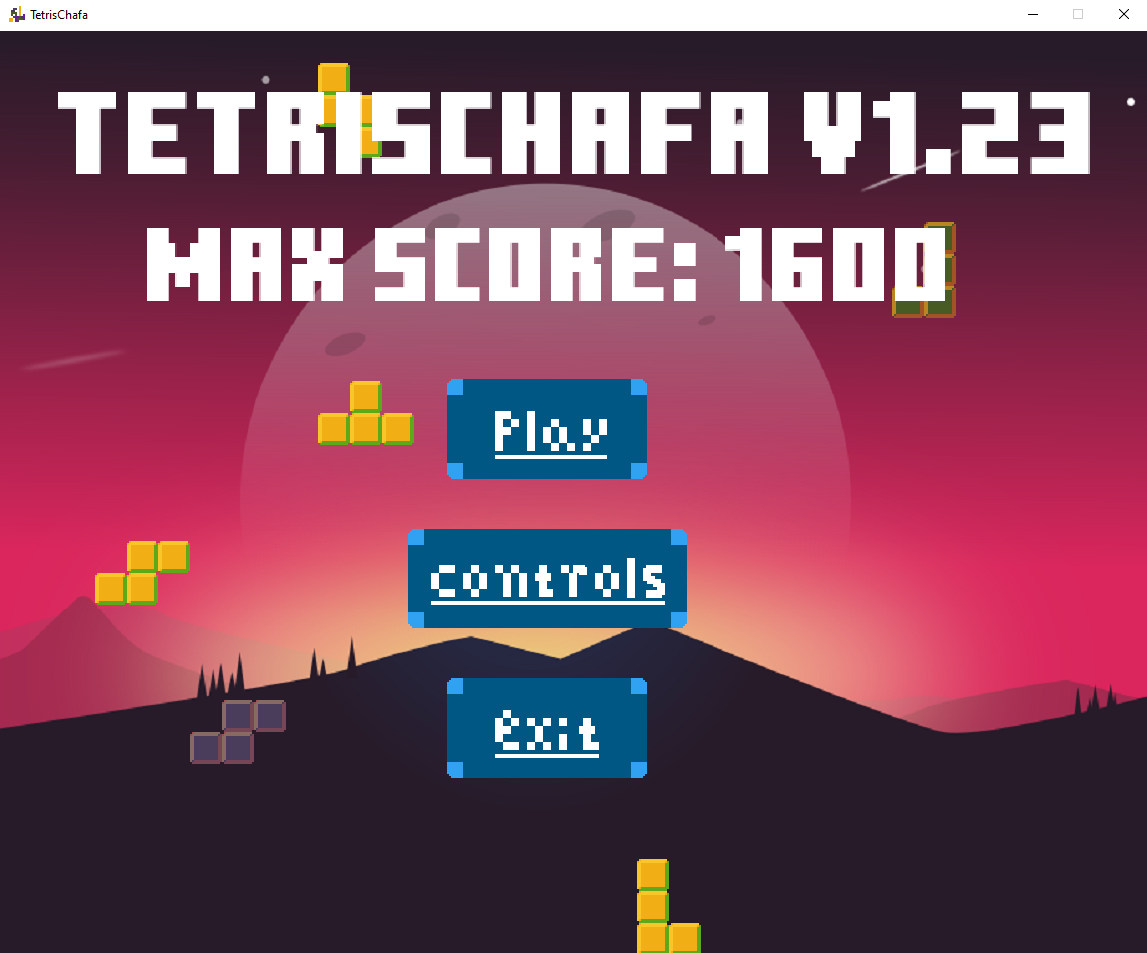 TetrisChafa
TETRISCHAFA V1.23
MAX SCORE: 1600
Play
controls
Exit